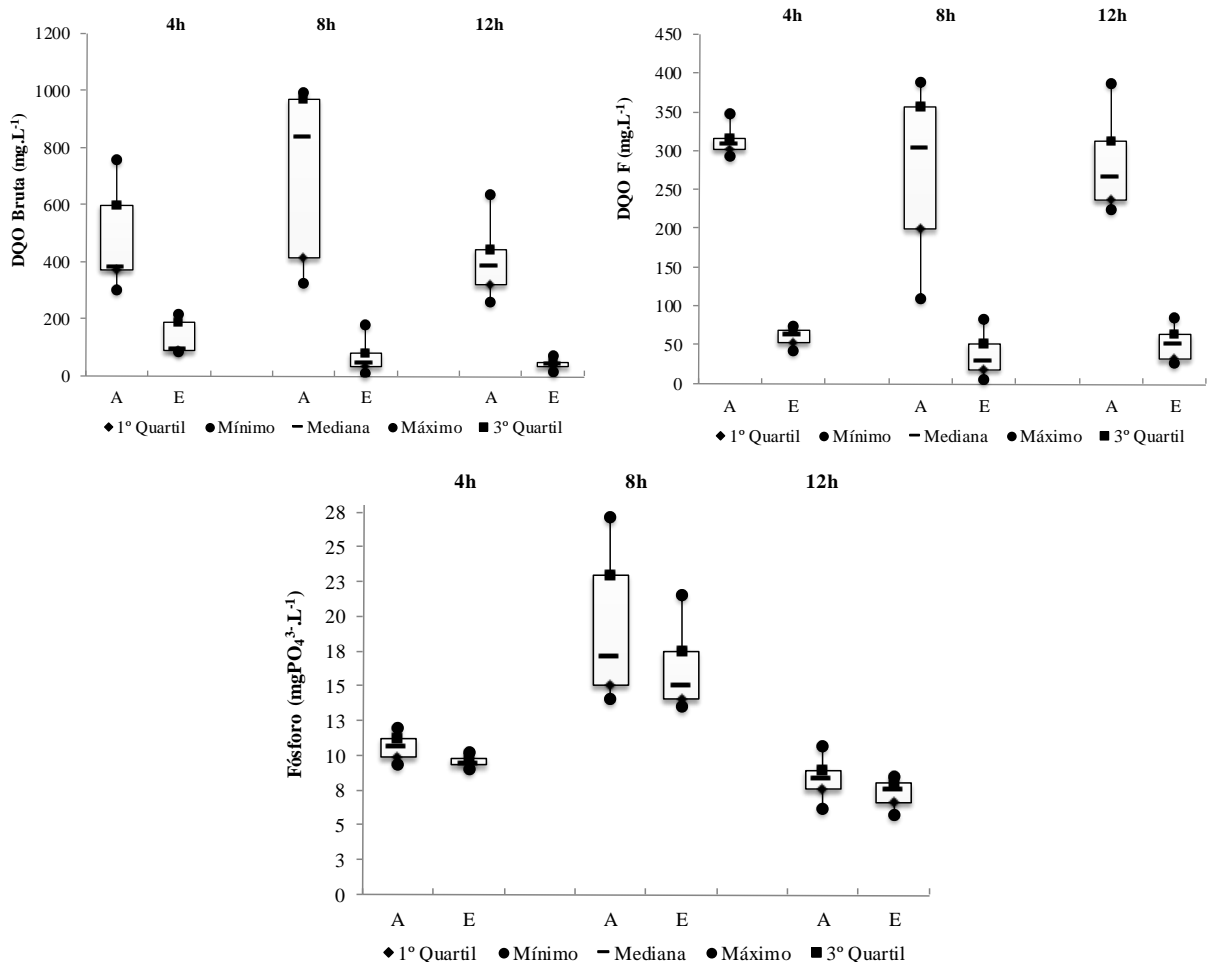 4h 8h 12h
DQO Bruta (mg.L⁻¹)
1200
1000
800
600
400
200
0
A E A E A E
1º Quartil Mínimo Mediana Máximo 3º Quartil
4h 8h 12h
DQO F (mg.L⁻¹)
450
400
350
300
250
200
150
100
50
0
A E A E A E
1º Quartil Mínimo Mediana Máximo 3º Quartil
4h 8h 12h
Fósforo (mgPO₄³⁻.L⁻¹)
28
25
23
20
18
15
13
10
8
5
3
0
A E A E A E
1º Quartil Mínimo Mediana Máximo 3º Quartil